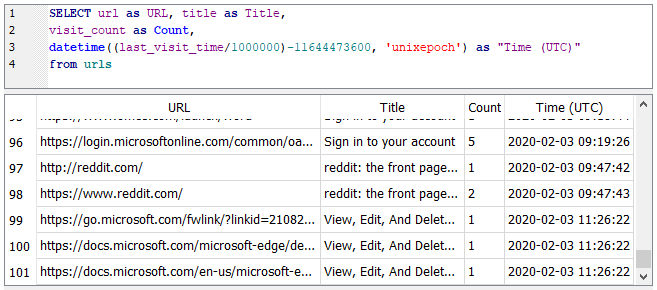 1 SELECT url as URL, title as Title,
2 visit_count as Count,
3 datetime((last_visit_time/1000000)-11644473600, 'unixepoch') as "Time (UTC)"
4 from urls
URL Title Count Time (UTC)
96 https://login.microsoftonline.com/common/oa... Sign in to your account 5 2020-02-03 09:19:26
97 http://reddit.com/ reddit: the front page... 1 2020-02-03 09:47:42
98 https://www.reddit.com/ reddit: the front page... 2 2020-02-03 09:47:43
99 https://go.microsoft.com/fwlink/?linkid=21082... View, Edit, And Delet... 1 2020-02-03 11:26:22
100 https://docs.microsoft.com/microsoft-edge/de... View, Edit, And Delet... 1 2020-02-03 11:26:22
101 https://docs.microsoft.com/en-us/microsoft-e... View, Edit, And Delet... 1 2020-02-03 11:26:22